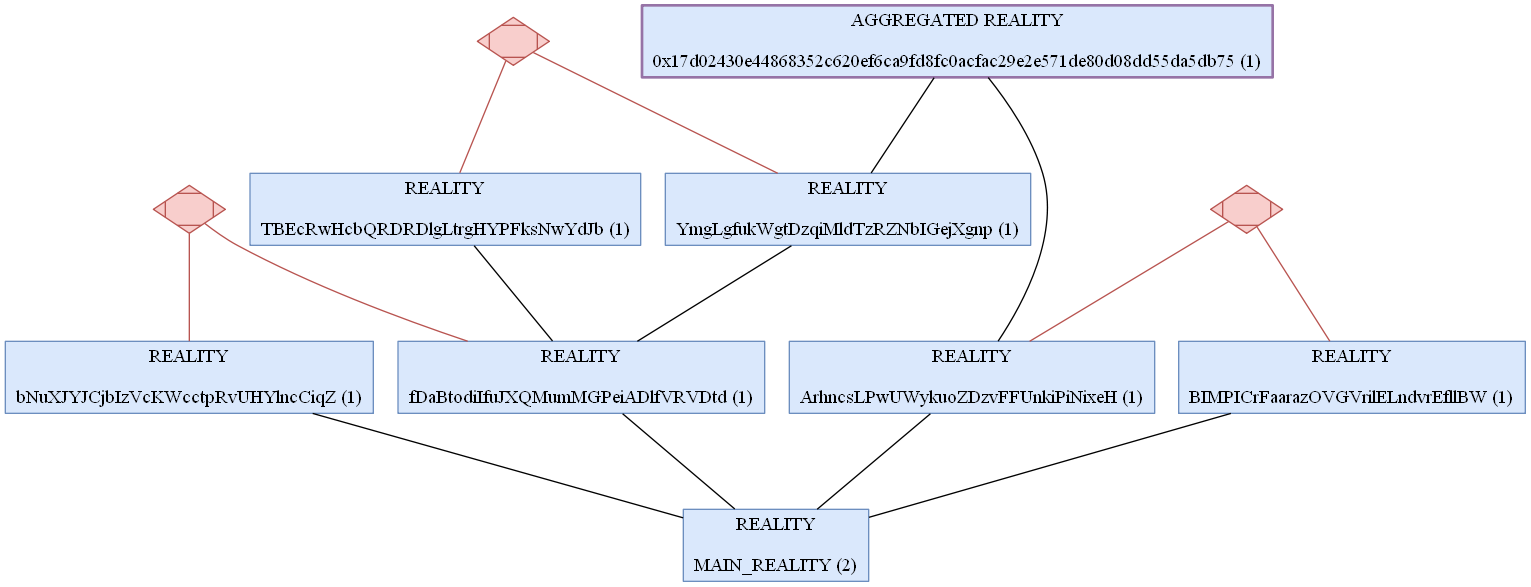 AGGREGATED REALITY
0x17d02430e44868352c620ef6ca9fd8fc0acfac29e2e571de80d08dd55da5db75 (1)
REALITY
TBEcRwHcbQRDRDlgLtrgHYPFksNwYdJb (1)
REALITY
YmgLgfukWgtDzqiMldTzRZNbIGejXgnp (1)
REALITY
bNuXJYJCjbIzVcKWcctpRvUHYlncCiqZ (1)
REALITY
fDaBtodiIfuJXQMumMGPeiADlfVRVDtd (1)
REALITY
ArhncsLPwUWykuoZDzvFFUnkiPiNixeH (1)
REALITY
BIMPICrFaarazOVGVrilELndvrEfllBW (1)
REALITY
MAIN_REALITY (2)